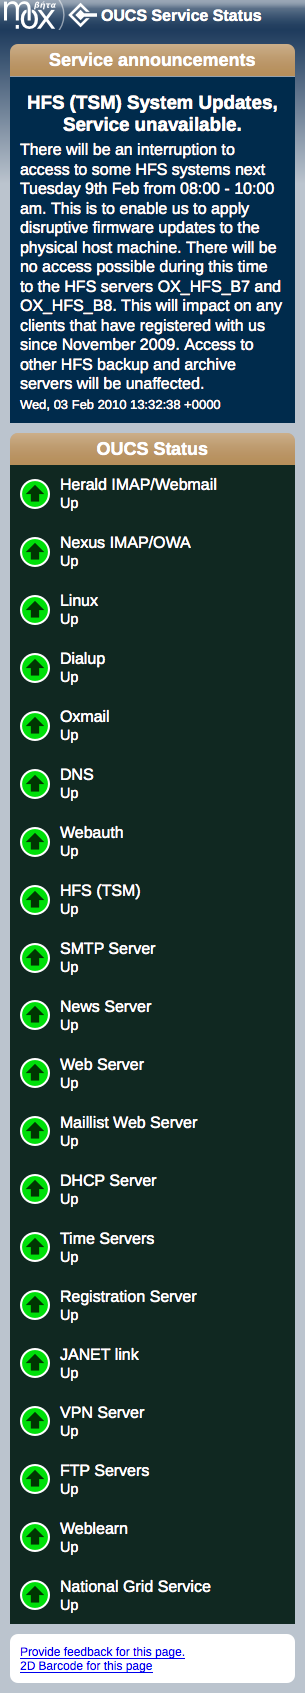 βήτα
mox OUCS Service Status
Service announcements
HFS (TSM) System Updates,
Service unavailable.
There will be an interruption to
access to some HFS systems next
Tuesday 9th Feb from 08:00 - 10:00
am. This is to enable us to apply
disruptive firmware updates to the
physical host machine. There will be
no access possible during this time
to the HFS servers OX_HFS_B7 and
OX_HFS_B8. This will impact on any
clients that have registered with us
since November 2009. Access to
other HFS backup and archive
servers will be unaffected.
Wed, 03 Feb 2010 13:32:38 +0000
OUCS Status
Herald IMAP/Webmail
Up
Nexus IMAP/OWA
Up
Linux
Up
Dialup
Up
Oxmail
Up
DNS
Up
Webauth
Up
HFS (TSM)
Up
SMTP Server
Up
News Server
Up
Web Server
Up
Maillist Web Server
Up
DHCP Server
Up
Time Servers
Up
Registration Server
Up
JANET link
Up
VPN Server
Up
FTP Servers
Up
Weblearn
Up
National Grid Service
Up
Provide feedback for this page.
2D Barcode for this page